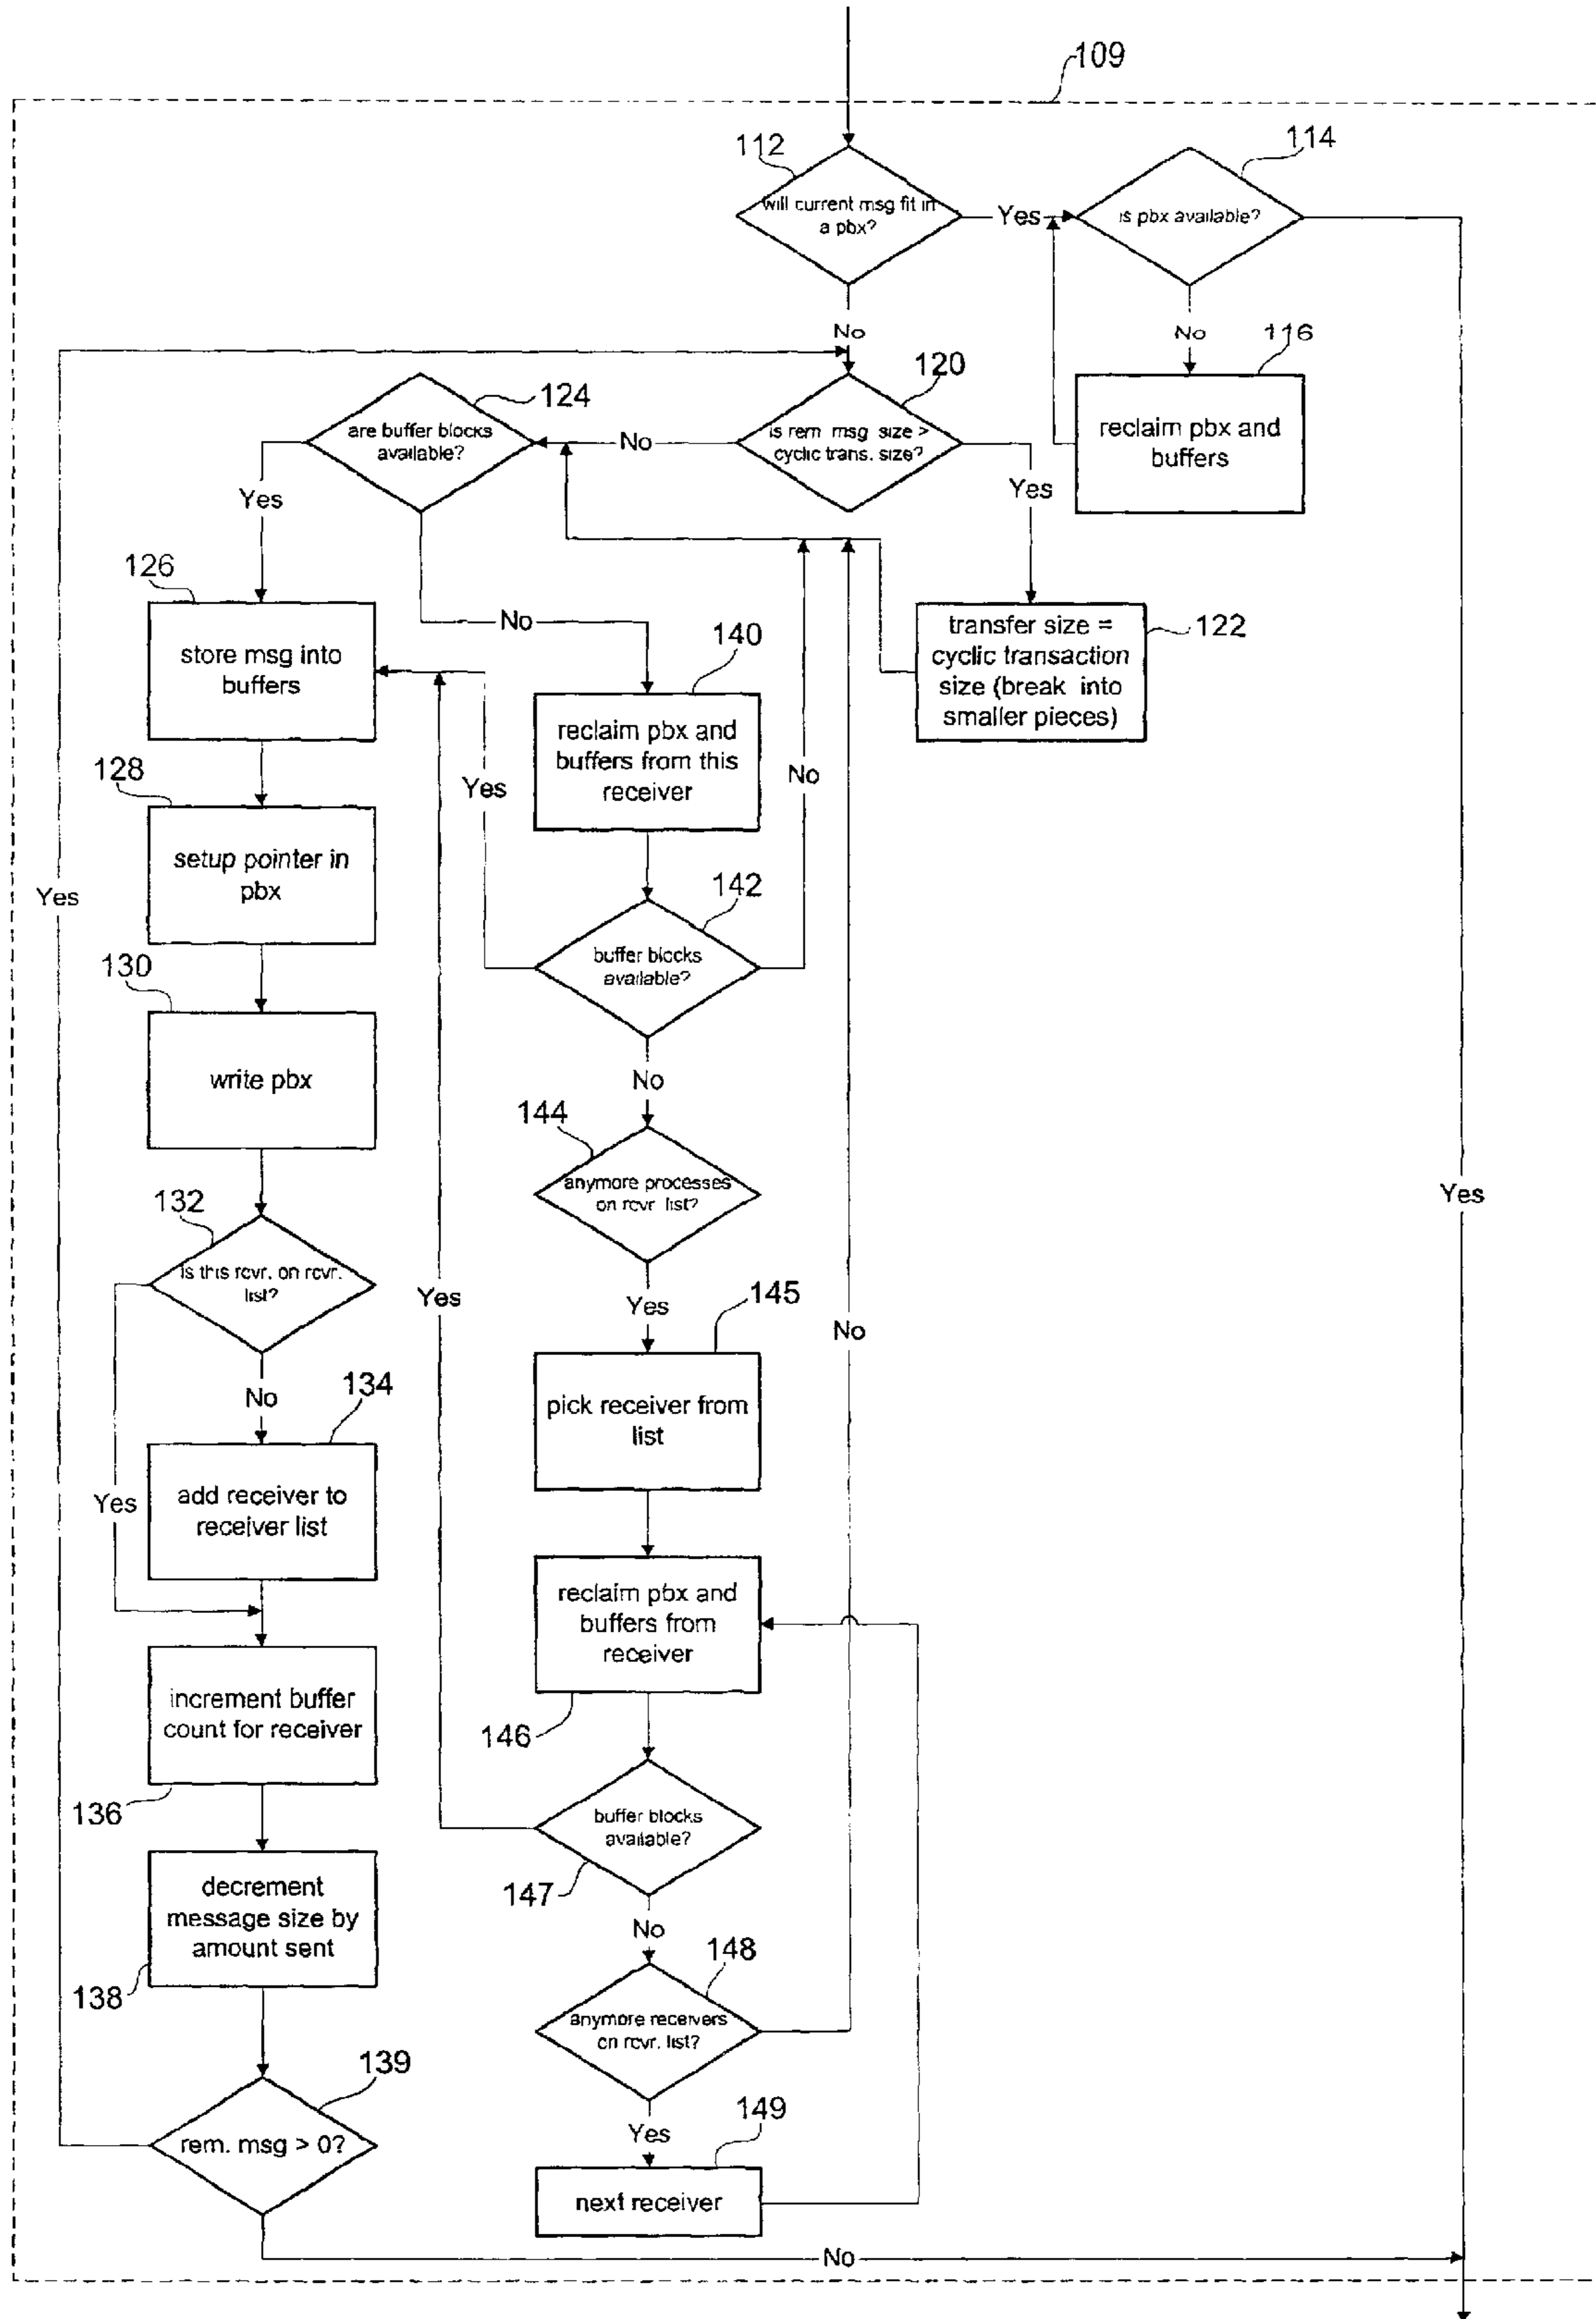 109
112
114
will current msg fit in
a pbx?
Yes
is pbx available?
No
No
116
reclaim pbx and
buffers
120
is rem msg size >
cyclic trans. size?
No
Yes
124
are buffer blocks
available?
Yes
No
122
transfer size =
cyclic transaction
size (break into
smaller pieces)
126
store msg into
buffers
140
reclaim pbx and
buffers from this
receiver
128
setup pointer in
pbx
Yes
Yes
No
142
buffer blocks
available?
130
write pbx
No
144
anymore processes
on rcvr list?
Yes
132
is this rcvr. on rcvr.
list?
Yes
Yes
145
No
pick receiver from
list
No
134
add receiver to
receiver list
Yes
reclaim pbx and
buffers from
receiver
146
increment buffer
count for receiver
136
buffer blocks
available?
147
decrement
message size by
amount sent
138
No
148
anymore receivers
on rcvr. list?
139
rem. msg > 0?
Yes
149
next receiver
No